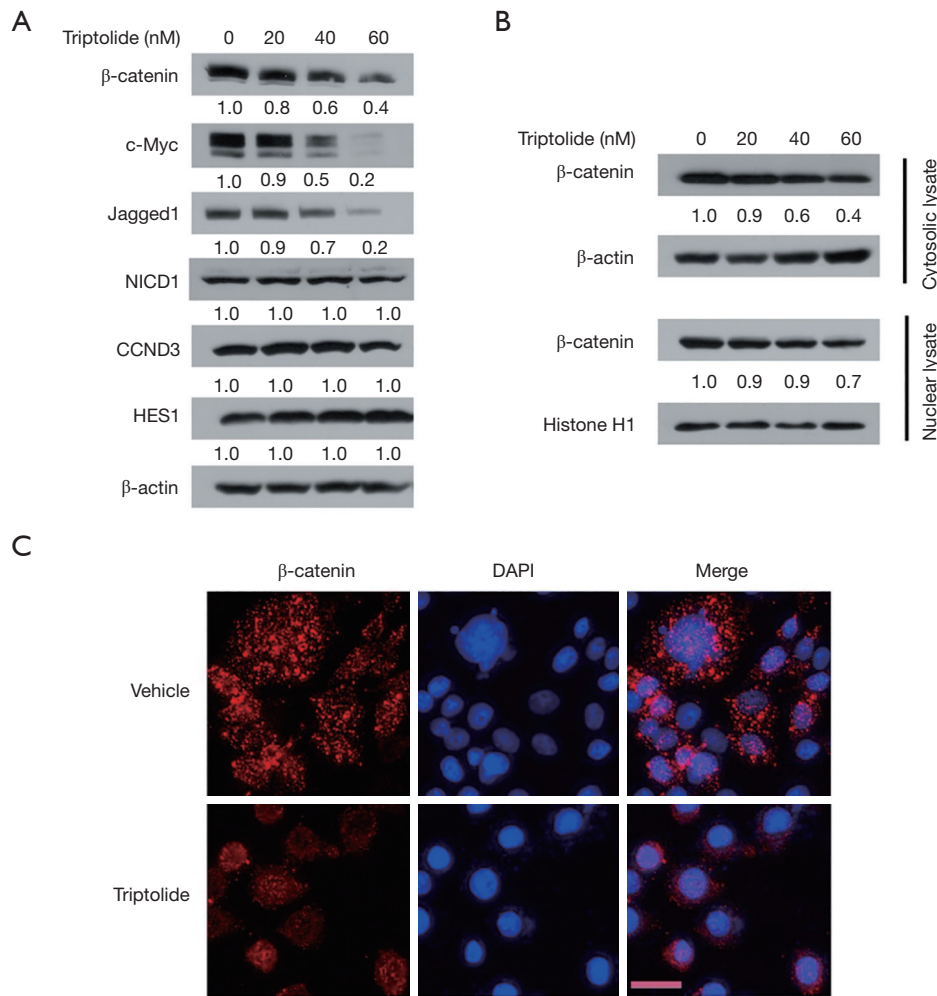 A
Triptolide (nM) 0 20 40 60
β-catenin
1.0 0.8 0.6 0.4
c-Myc
1.0 0.9 0.5 0.2
Jagged1
1.0 0.9 0.7 0.2
NICD1
1.0 1.0 1.0 1.0
CCND3
1.0 1.0 1.0 1.0
HES1
1.0 1.0 1.0 1.0
β-actin
B
Triptolide (nM) 0 20 40 60
β-catenin
1.0 0.9 0.6 0.4
β-actin
Cytosolic lysate
β-catenin
1.0 0.9 0.9 0.7
Histone H1
Nuclear lysate
C
β-catenin DAPI Merge
Vehicle
Triptolide